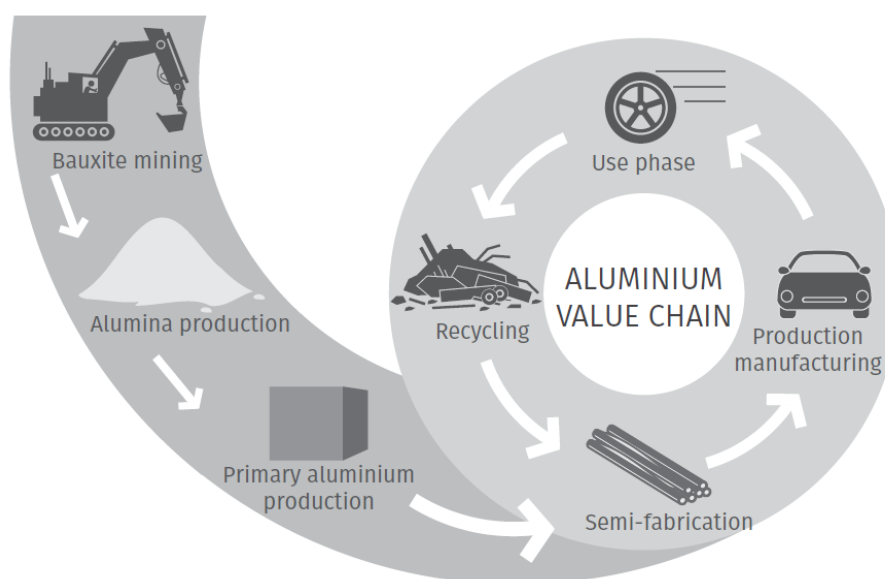 Bauxite mining
Alumina production
Primary aluminium
production
Semi-fabrication
Production
manufacturing
Use phase
Recycling
ALUMINIUM
VALUE CHAIN